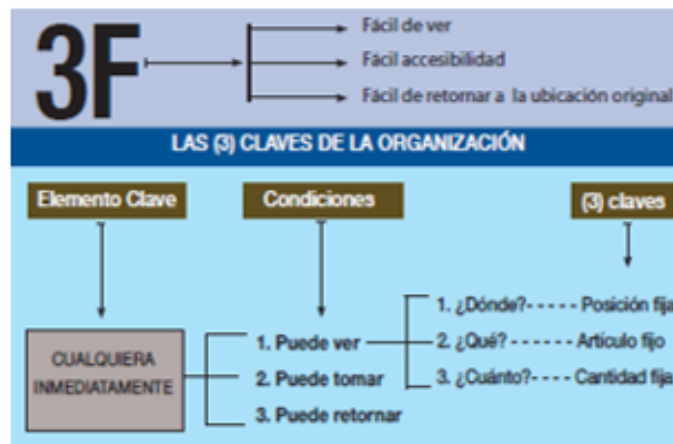 3F
Fácil de ver
Fácil accesibilidad
Fácil de retornar a la ubicación original
LAS (3) CLAVES DE LA ORGANIZACIÓN
Elemento Clave
Condiciones
(3) claves
CUALQUIERA
INMEDIATAMENTE
1. Puede ver
2. Puede tomar
3. Puede retornar
1. ¿Dónde?- - - - - Posición fija
2. ¿Qué? - - - - - - Artículo fijo
3. ¿Cuánto?- - - - Cantidad fija